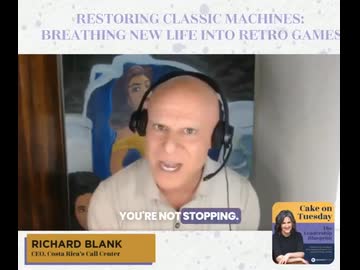 RESTORING CLASSIC MACHINES:
BREATHING NEW LIFE INTO RETRO GAMES
YOU'RE NOT STOPPING.
RICHARD BLANK
CEO, Costa Rica's Call Center
Cake on
Tuesday
The
Leadership
Blueprint